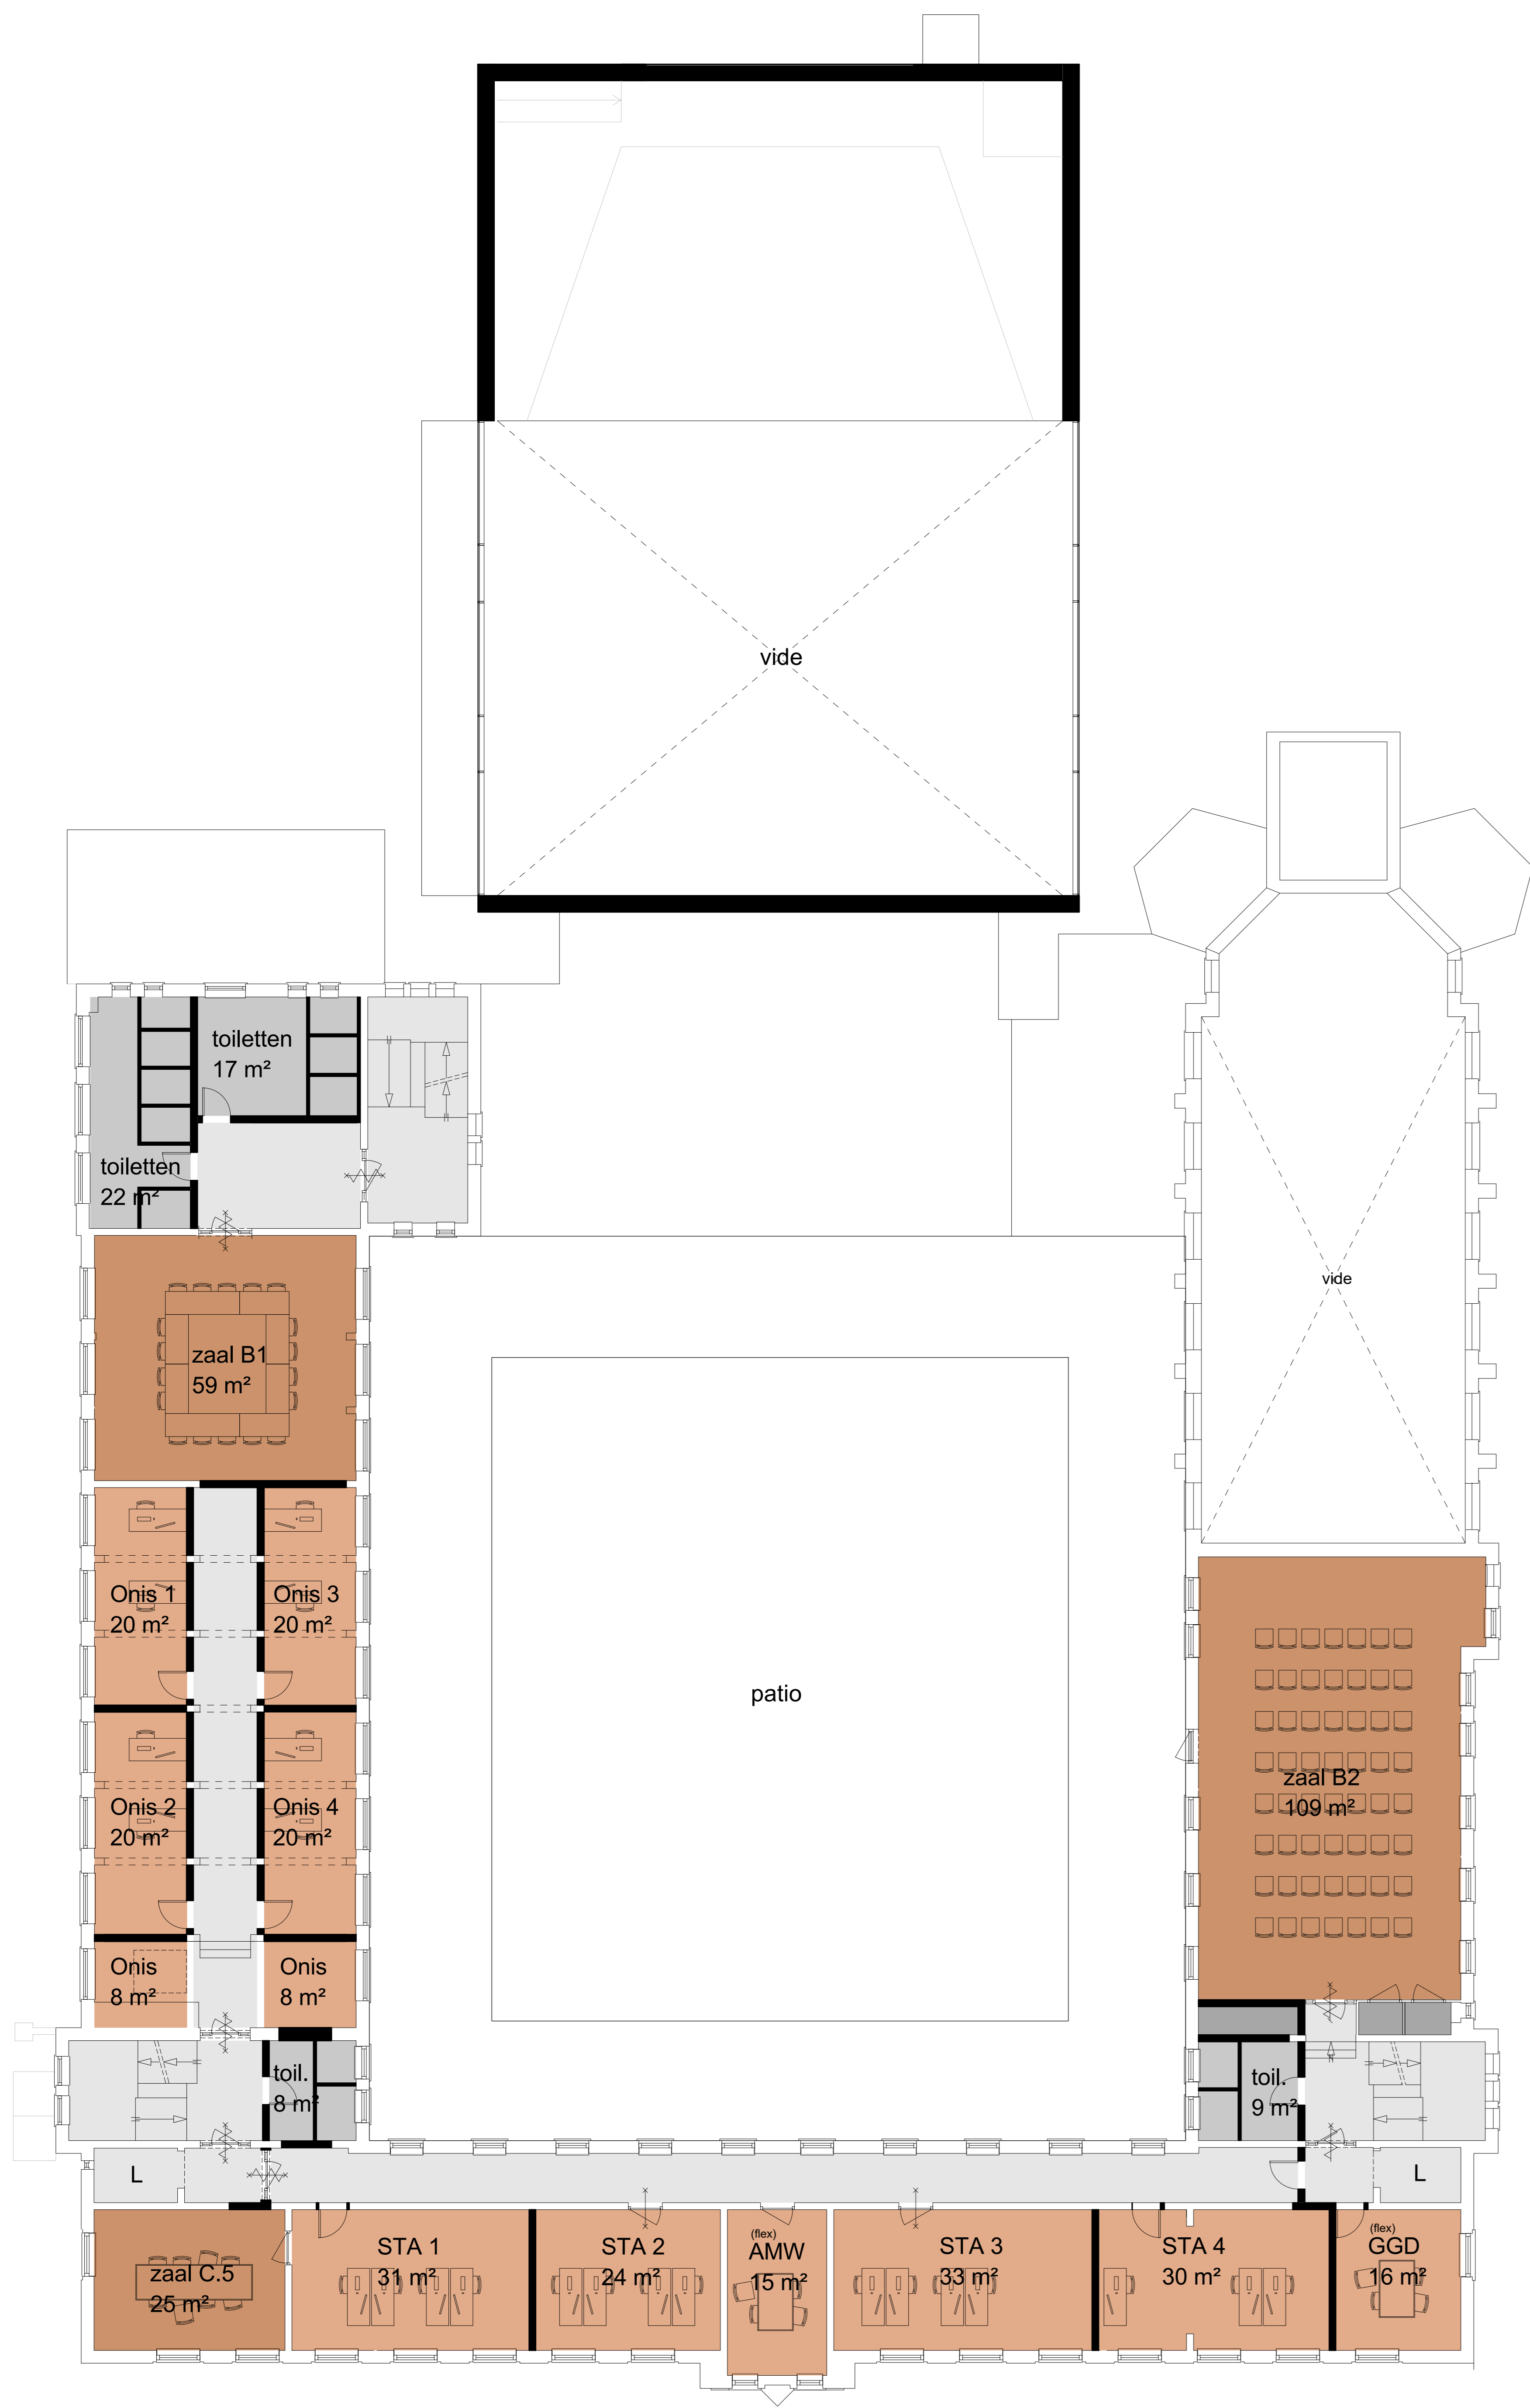 vide
toiletten
17 m²
toiletten
22 m²
vide
zaal B1
59 m²
Onis 1
20 m²
Onis 3
20 m²
patio
zaal B2
109 m²
Onis 2
20 m²
Onis 4
20 m²
Onis
8 m²
Onis
8 m²
toil.
8 m²
toil.
9 m²
L
L
zaal C.5
25 m²
STA 1
31 m²
STA 2
24 m²
(flex)
AMW
15 m²
STA 3
33 m²
STA 4
30 m²
(flex)
GGD
16 m²